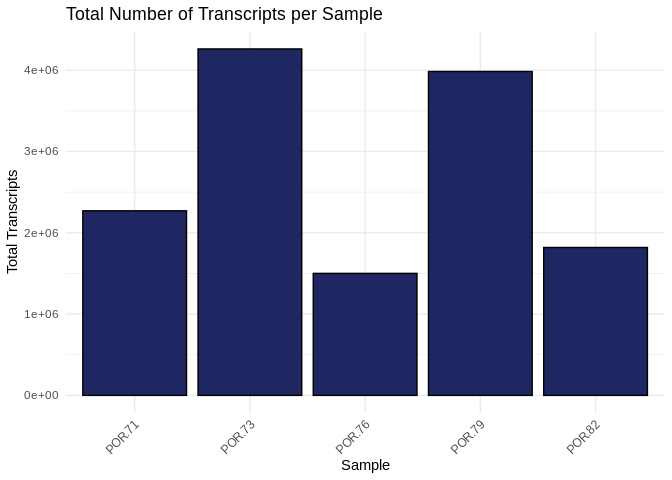 Total Number of Transcripts per Sample
Total Transcripts
4e+06
3e+06
2e+06
1e+06
0e+00
POR.71
POR.73
POR.76
POR.79
POR.82
Sample